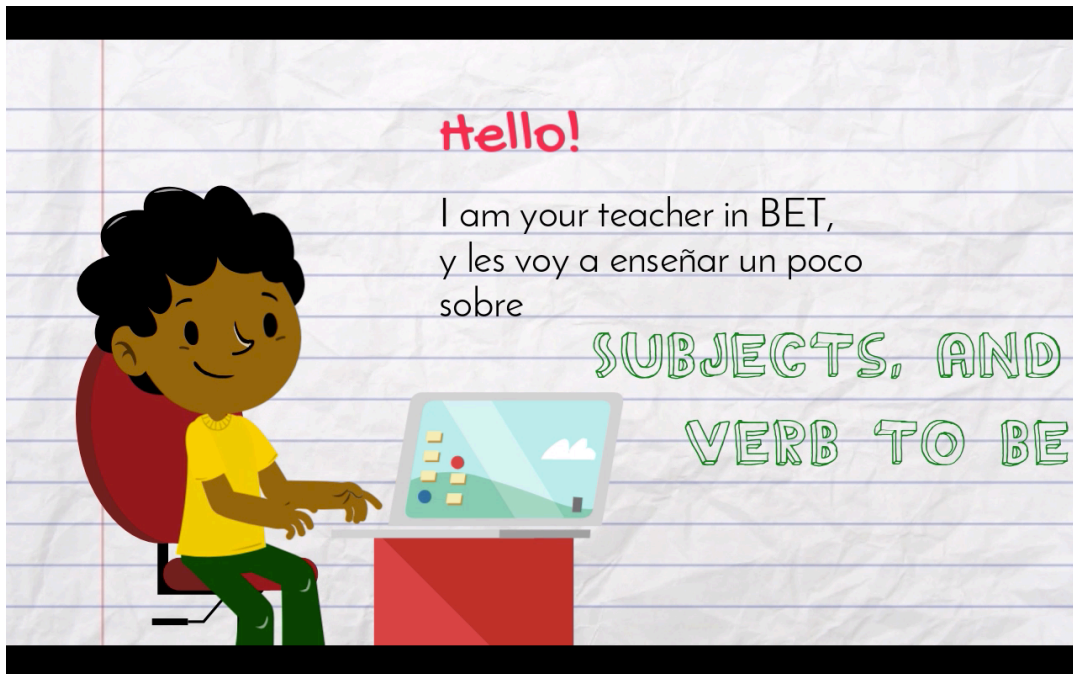 Hello!
I am your teacher in BET,
y les voy a enseñar un poco
sobre
SUBJECTS, AND
VERB TO BE